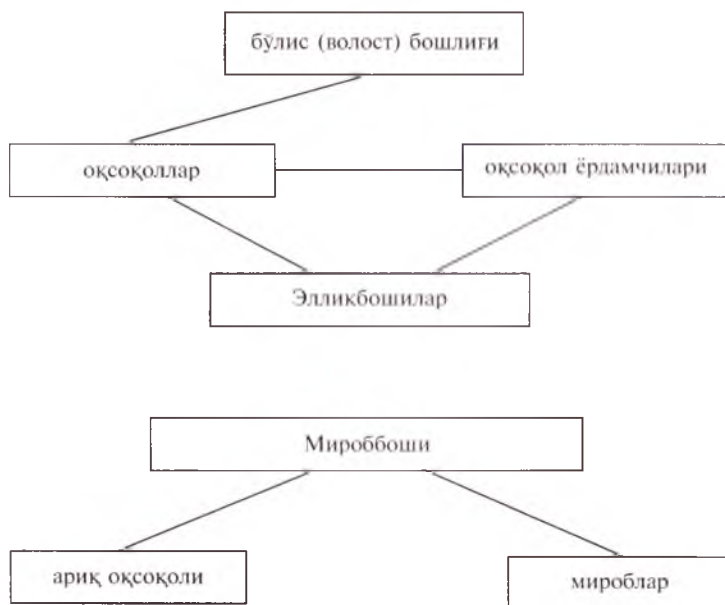 бўлис (волост) бошлиғи
оқсоқоллар
оқсоқол ёрдамчилари
Элликбошилар
Мироббоши
ариқ оқсоқоли
мироблар